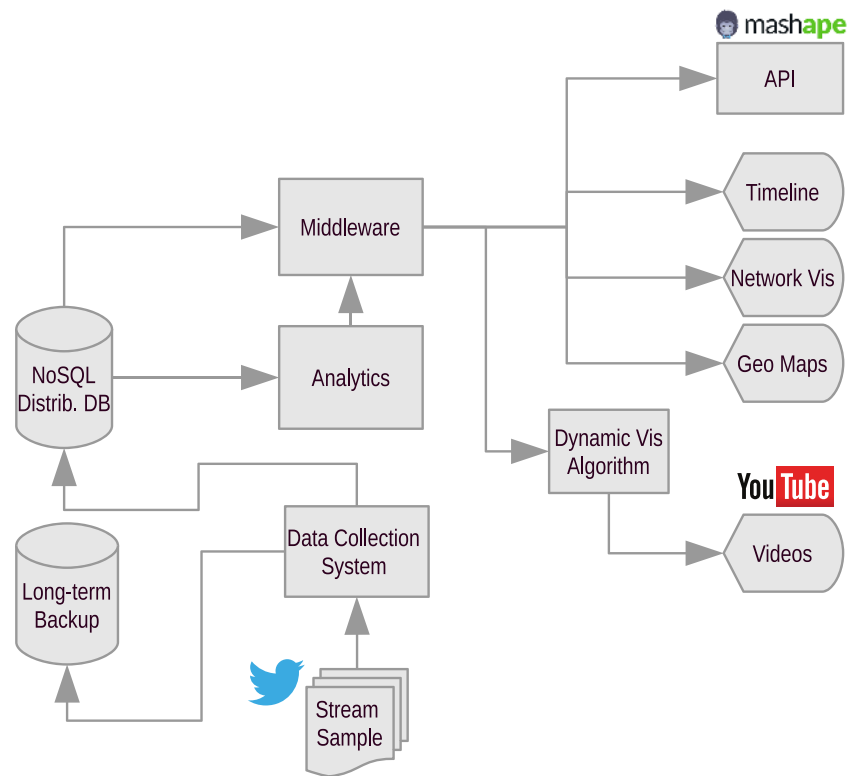 mashape
API
Timeline
Middleware
Network Vis
NoSQL
Distrib. DB
Analytics
Geo Maps
Dynamic Vis
Algorithm
YouTube
Data Collection
System
Videos
Long-term
Backup
Stream
Sample